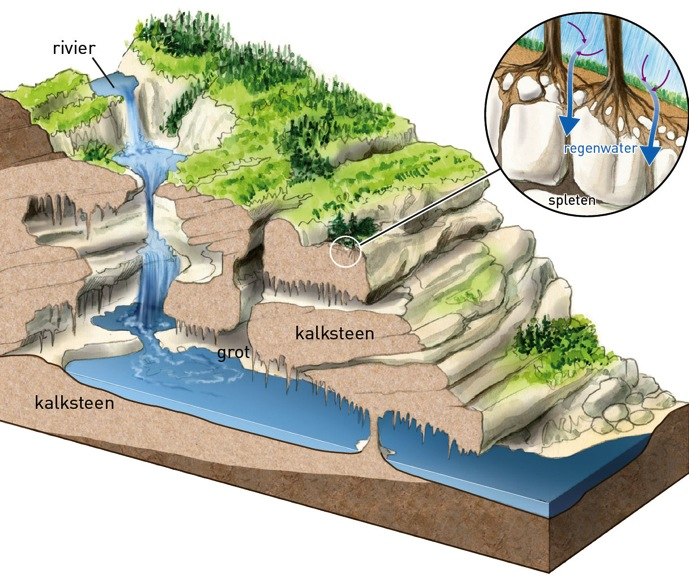 rivier
regenwater
spleten
kalksteen
grot
kalksteen